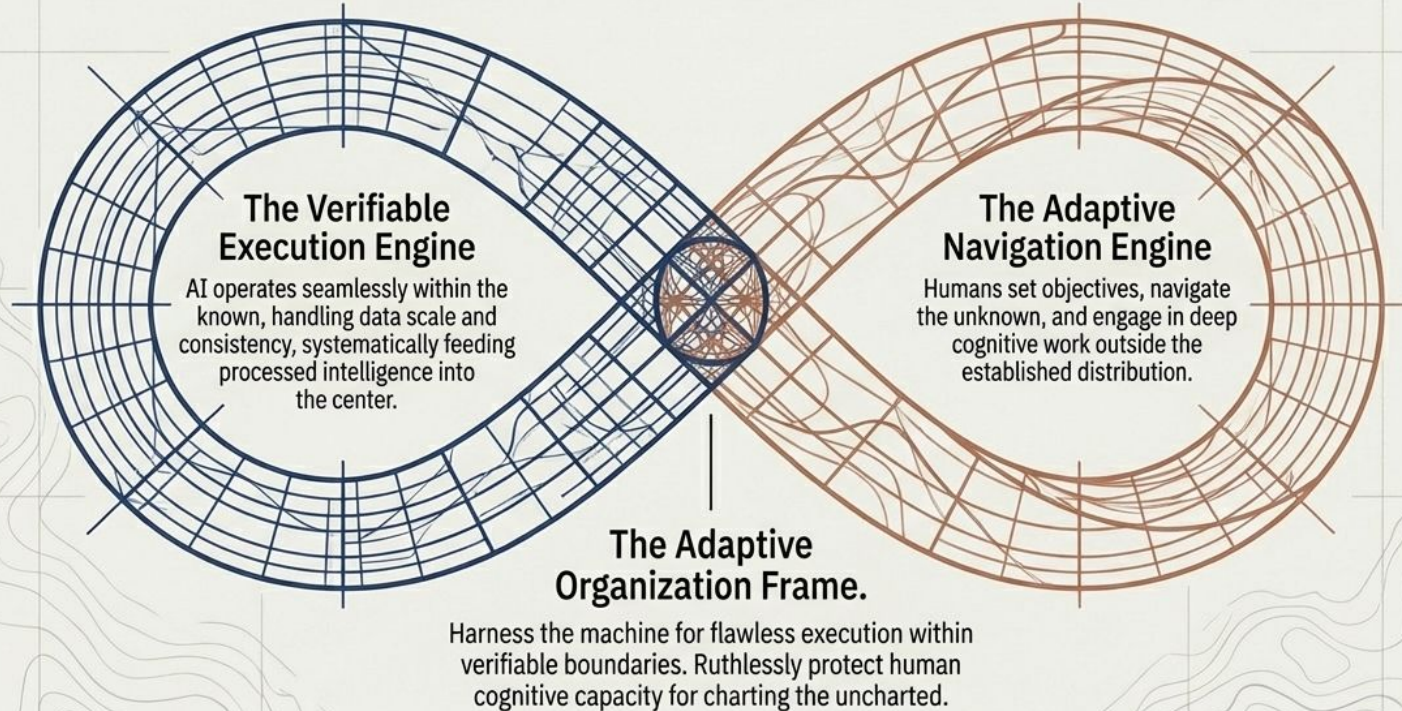 The Verifiable
Execution Engine
AI operates seamlessly within the
known, handling data scale and
consistency, systematically feeding
processed intelligence into
the center.
The Adaptive
Navigation Engine
Humans set objectives, navigate
the unknown, and engage in deep
cognitive work outside the
established distribution.
The Adaptive
Organization Frame.
Harness the machine for flawless execution within
verifiable boundaries. Ruthlessly protect human
cognitive capacity for charting the uncharted.